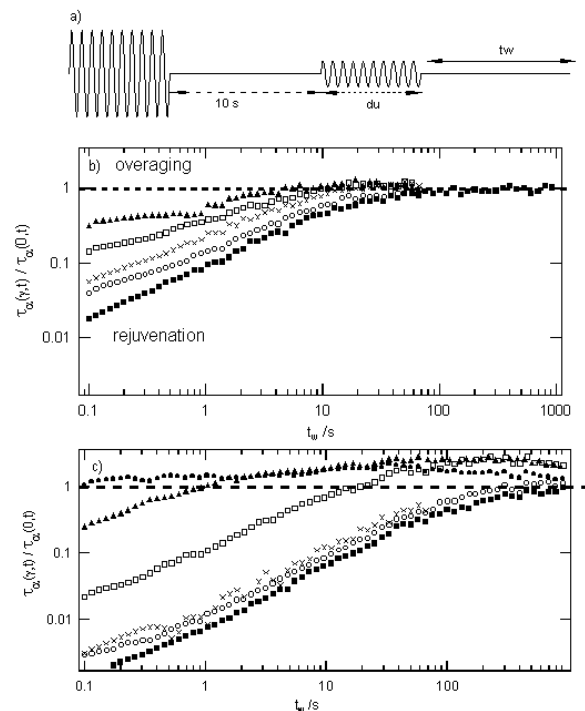 a)
tw
10 s
du
b)
overaging
1
0.1
0.01
τα(γ,t) / τα(0,t)
rejuvenation
0.1
1
10
100
1000
tw /s
c)
1
0.1
0.01
τα(γ,t) / τα(0,t)
0.1
1
10
100
tw /s